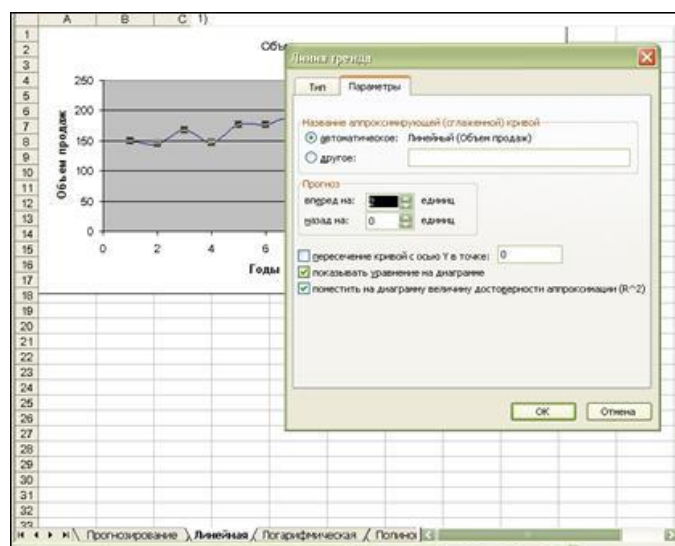 A B C 1)
Объ
Линия тренда
Тип Параметры
Название аппроксимирующей (сглаженной) кривой
автоматическое: Линейный (Объем продаж)
другое:
Прогноз
вперед на: единиц
назад на: 0 единиц
пересечение кривой с осью Y в точке: 0
показывать уравнение на диаграмме
поместить на диаграмму величину достоверности аппроксимации (R^2)
OK Отмена
Объем продаж
250
200
150
100
50
0
0 2 4 6
Годы
1
2
3
4
5
6
7
8
9
10
11
12
13
14
15
16
17
18
19
20
21
22
23
24
25
26
27
28
29
30
31
32
33
Прогнозирование Линейная Логарифмическая Полино